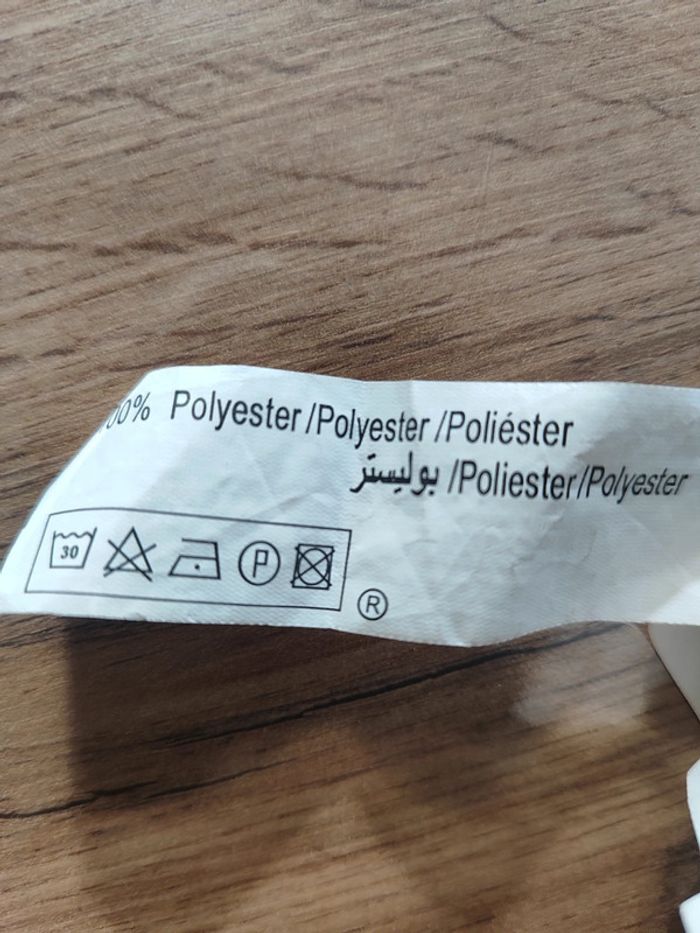 00% Polyester/Polyester/Poliéster
بوليستر /Poliester/Polyester
30 P
®